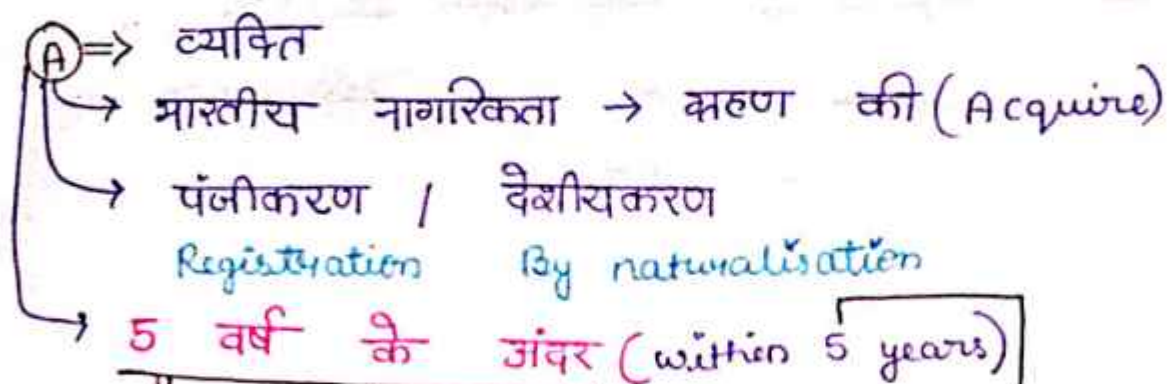 A => व्यक्ति
→ भारतीय नागरिकता → ग्रहण की (Acquire)
→ पंजीकरण / देशीयकरण
Registration By naturalisation
→ 5 वर्ष के अंदर (within 5 years)